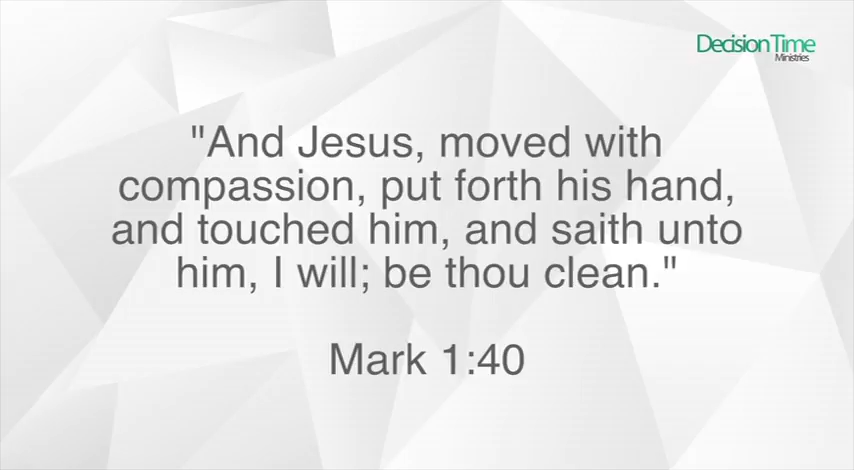 DecisionTime
Ministries
"And Jesus, moved with
compassion, put forth his hand,
and touched him, and saith unto
him, I will; be thou clean."
Mark 1:40